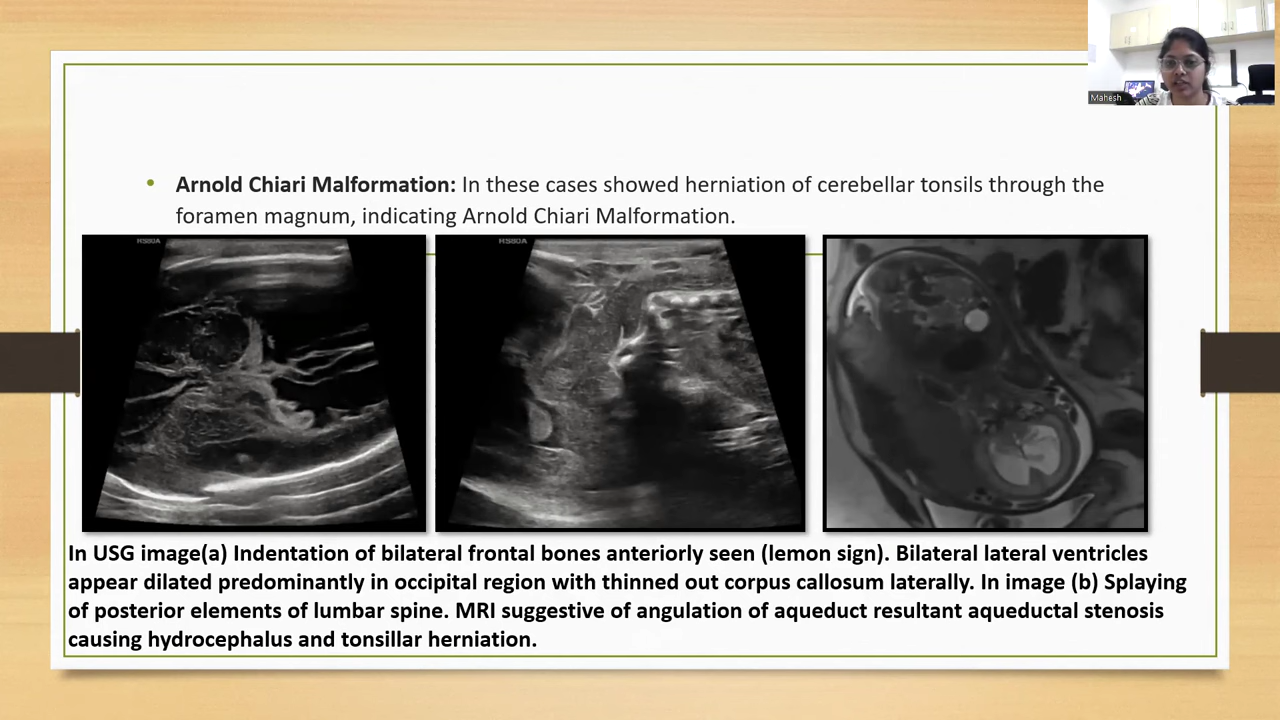 Mahesh
• Arnold Chiari Malformation: In these cases showed herniation of cerebellar tonsils through the
foramen magnum, indicating Arnold Chiari Malformation.
HS80A
HS80A
In USG image(a) Indentation of bilateral frontal bones anteriorly seen (lemon sign). Bilateral lateral ventricles
appear dilated predominantly in occipital region with thinned out corpus callosum laterally. In image (b) Splaying
of posterior elements of lumbar spine. MRI suggestive of angulation of aqueduct resultant aqueductal stenosis
causing hydrocephalus and tonsillar herniation.